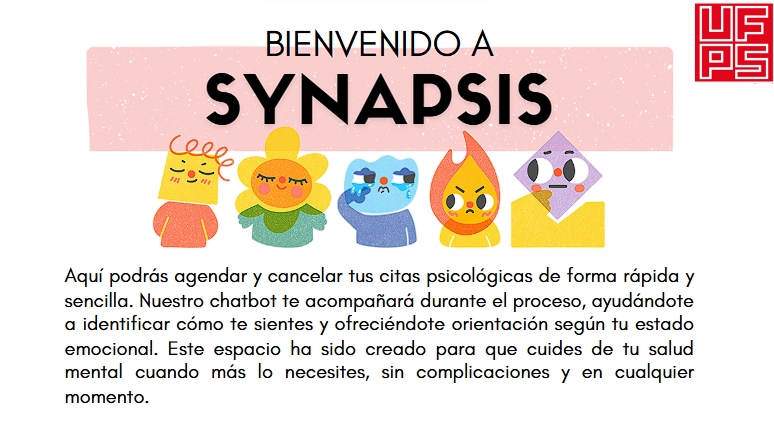 BIENVENIDO A
UF
PS
SYNAPSIS
Aquí podrás agendar y cancelar tus citas psicológicas de forma rápida y
sencilla. Nuestro chatbot te acompañará durante el proceso, ayudándote
a identificar cómo te sientes y ofreciéndote orientación según tu estado
emocional. Este espacio ha sido creado para que cuides de tu salud
mental cuando más lo necesites, sin complicaciones y en cualquier
momento.